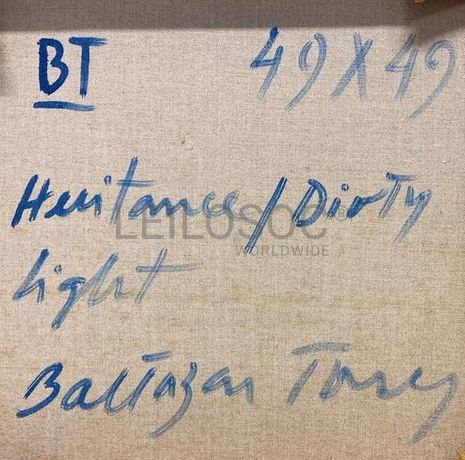 BT 49X49
Heritance/Dirty
LEILOSOC®
WORLDWIDE
Light
Baltazar Torres